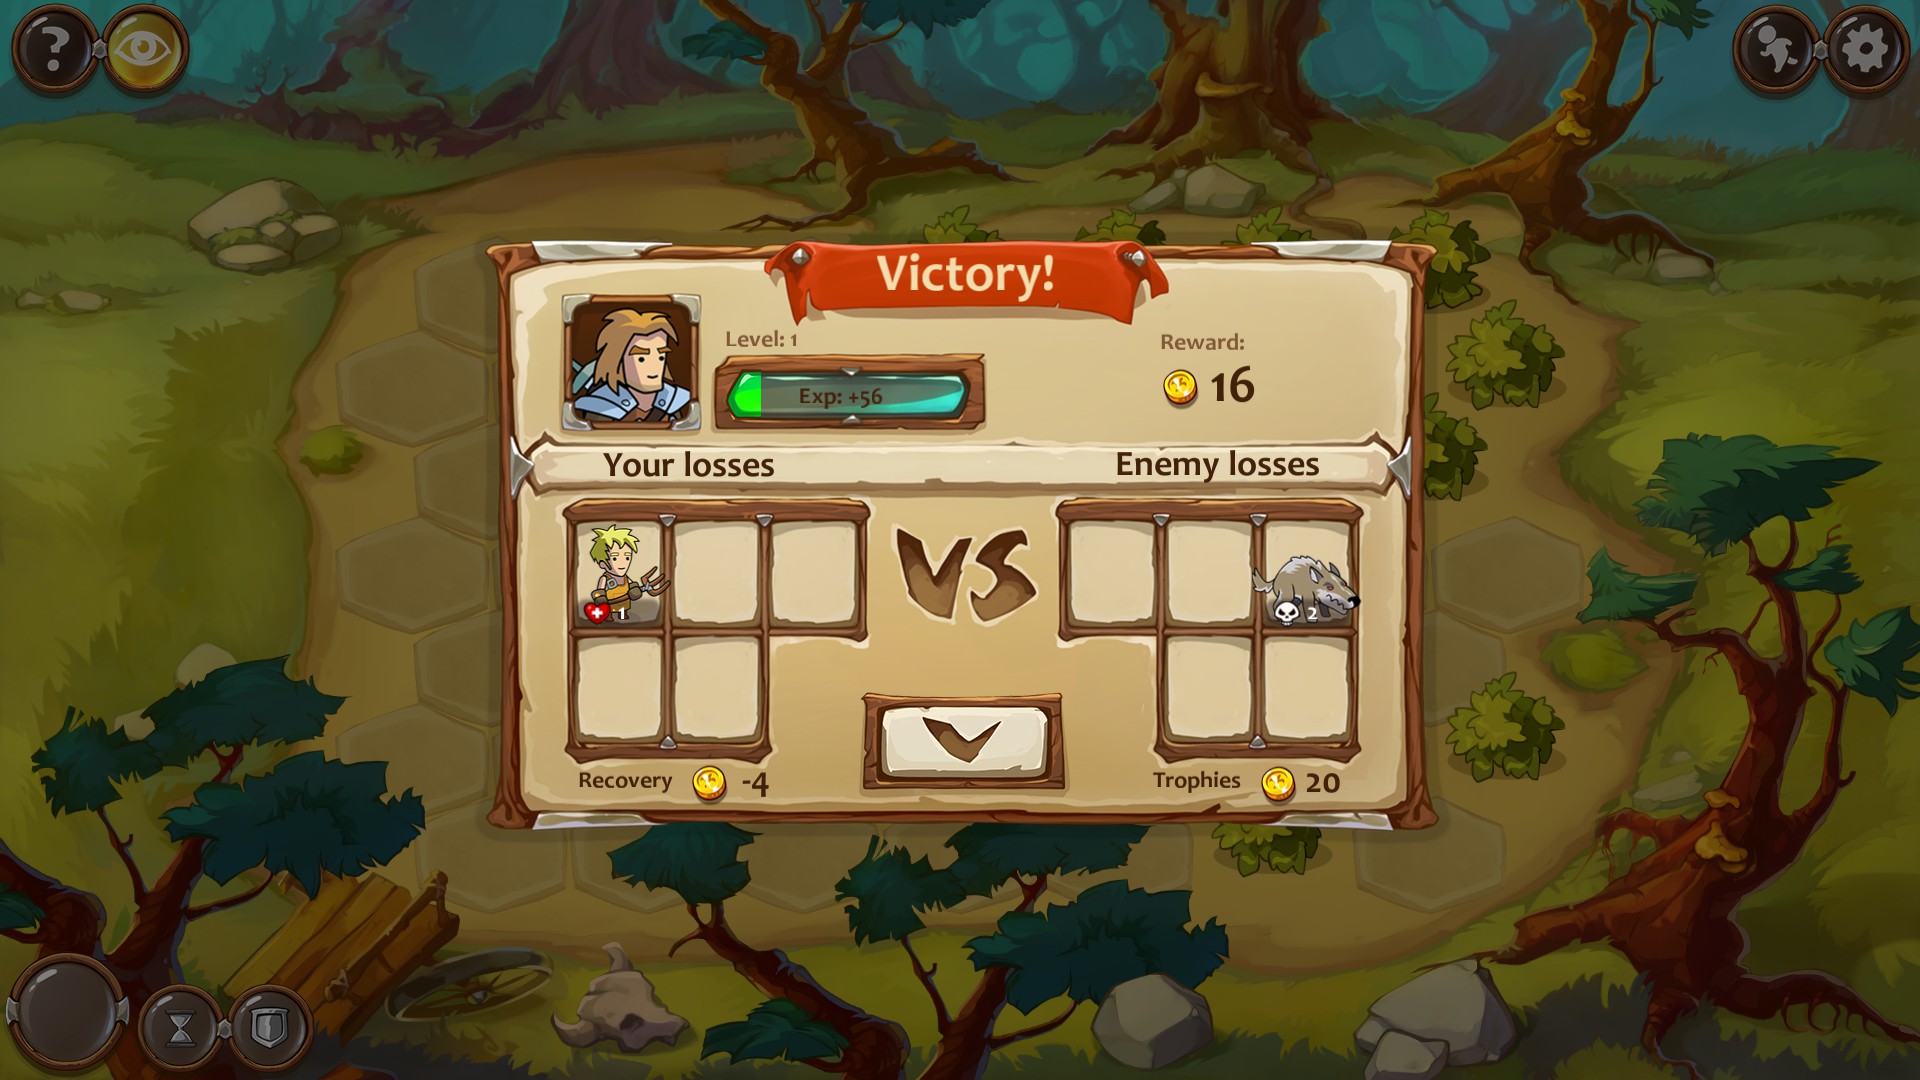 ?
Victory!
Level: 1
Exp: +56
Reward:
16
Your losses
Enemy losses
1
VS
2
Recovery -4
Trophies 20